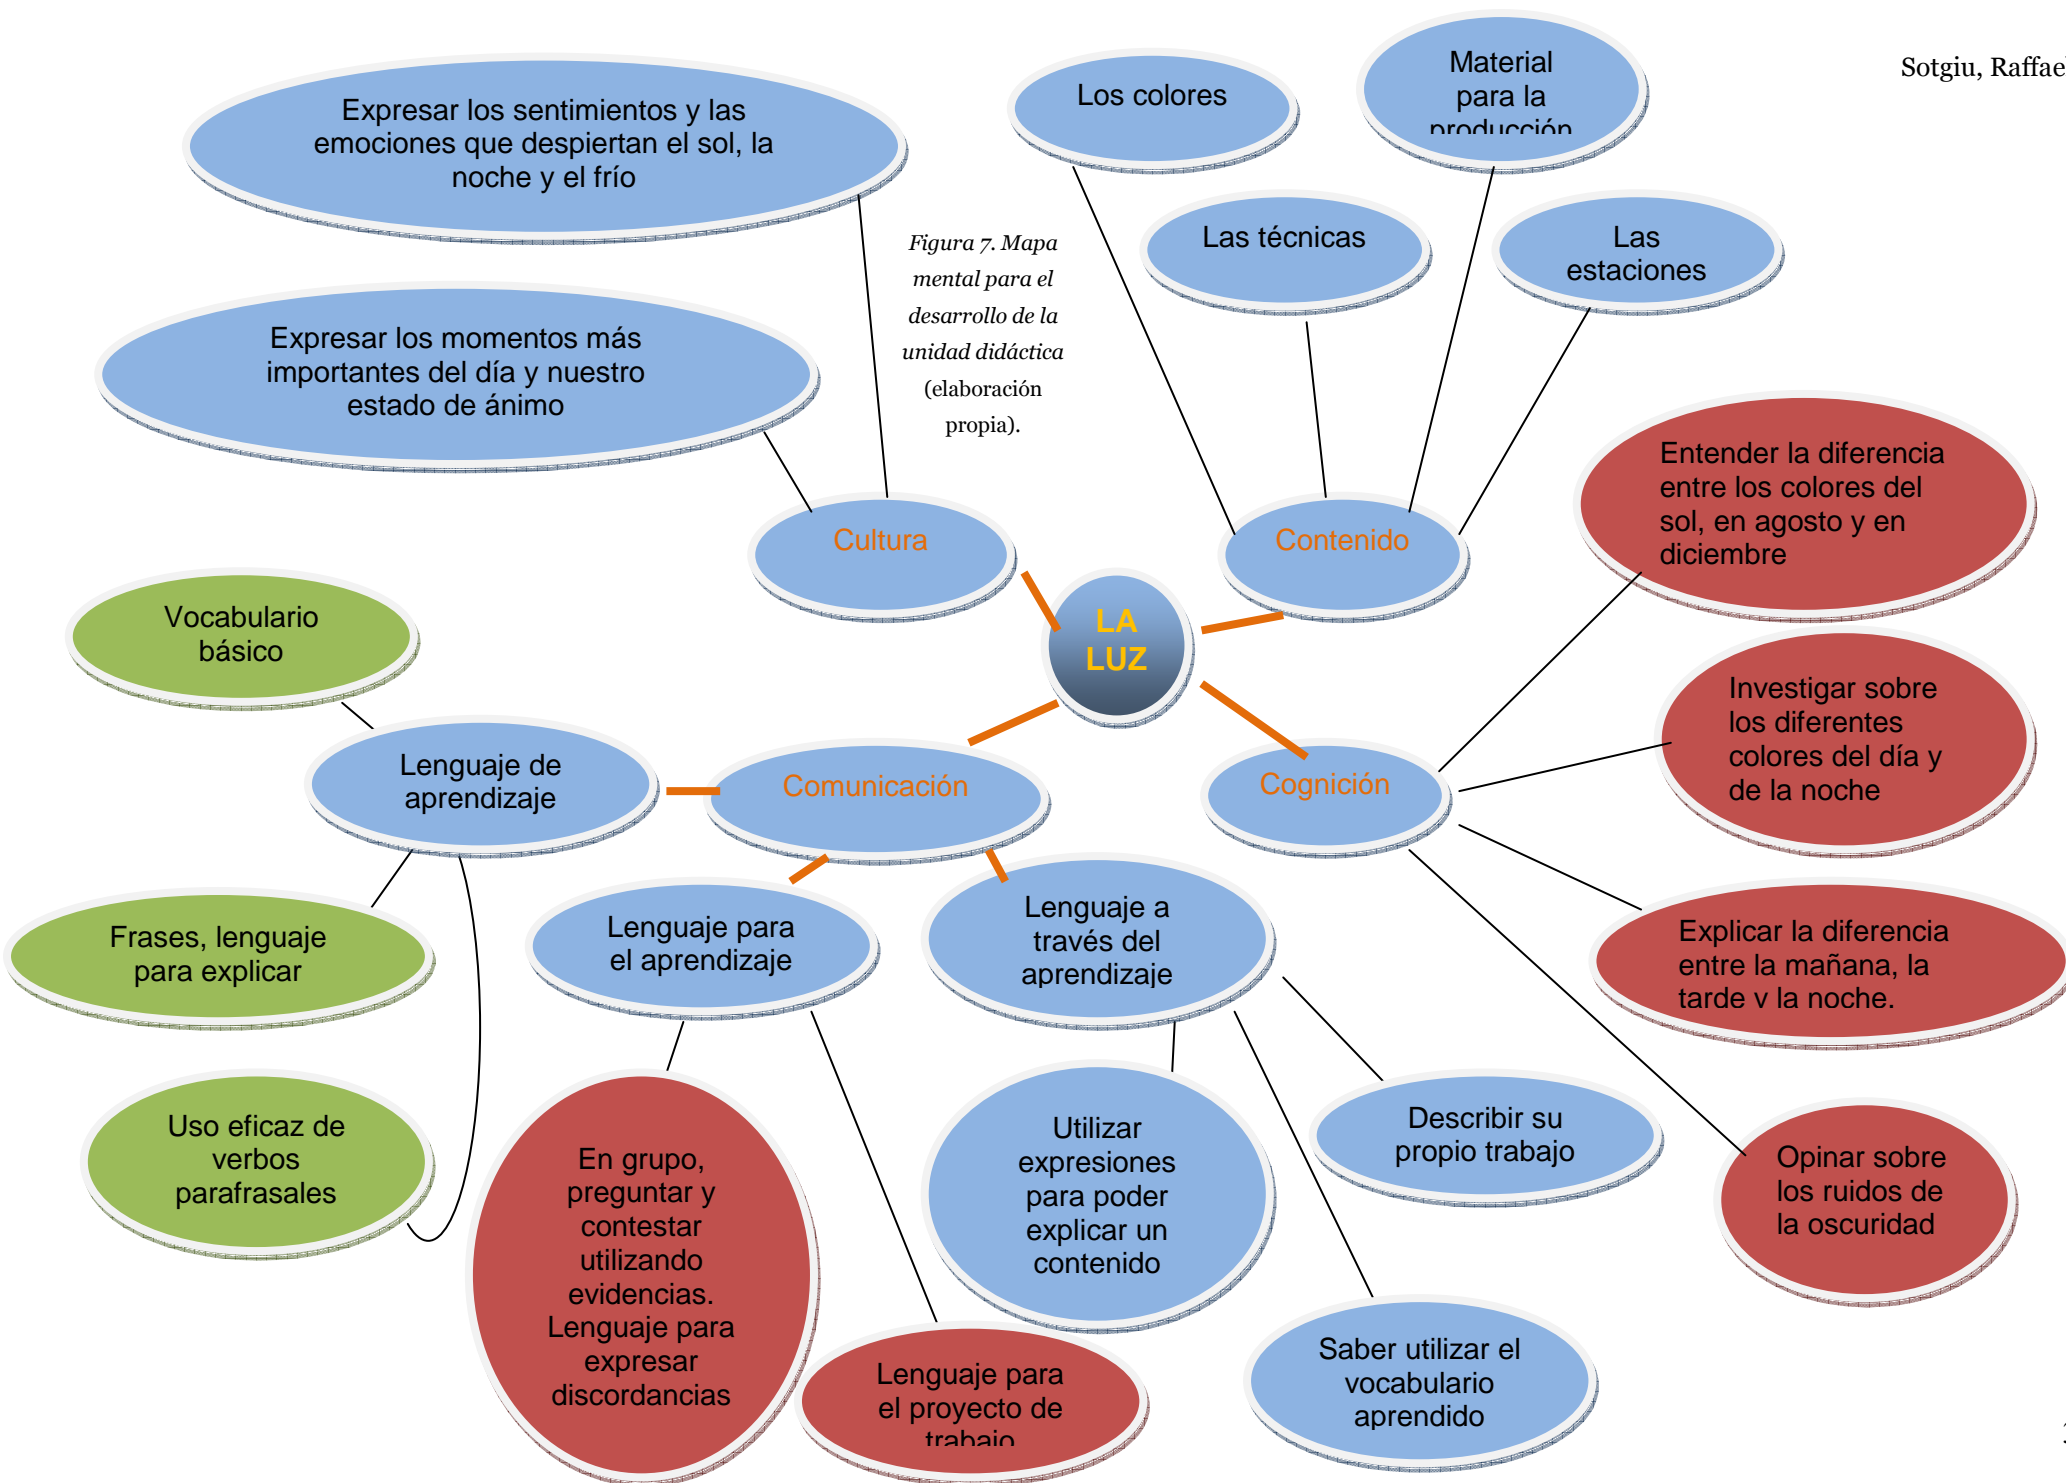 Sotgiu, Raffae
Expresar los sentimientos y las
emociones que despiertan el sol, la
noche y el frío
Los colores
Material
para la
producción
Las técnicas
Las
estaciones
Figura 7. Mapa
mental para el
desarrollo de la
unidad didáctica
(elaboración
propia).
Expresar los momentos más
importantes del día y nuestro
estado de ánimo
Cultura
Contenido
Entender la diferencia
entre los colores del
sol, en agosto y en
diciembre
LA
LUZ
Vocabulario
básico
Investigar sobre
los diferentes
colores del día y
de la noche
Lenguaje de
aprendizaje
Comunicación
Cognición
Frases, lenguaje
para explicar
Lenguaje para
el aprendizaje
Lenguaje a
través del
aprendizaje
Explicar la diferencia
entre la mañana, la
tarde y la noche.
Uso eficaz de
verbos
parafrasales
En grupo,
preguntar y
contestar
utilizando
evidencias.
Lenguaje para
expresar
discordancias
Utilizar
expresiones
para poder
explicar un
contenido
Describir su
propio trabajo
Opinar sobre
los ruidos de
la oscuridad
Lenguaje para
el proyecto de
trabajo
Saber utilizar el
vocabulario
aprendido